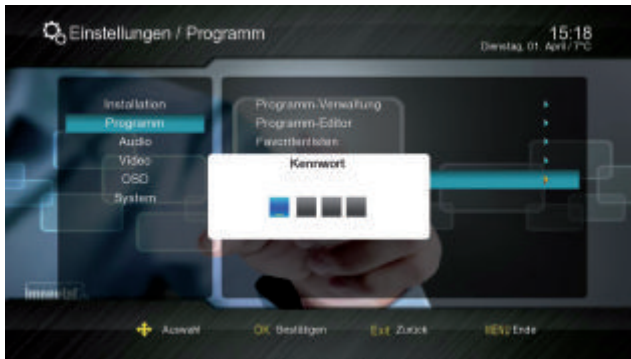 Einstellungen / Programm
15:18
Dienstag, 01. April / 7°C
Installation
Programm
Audio
Video
OSD
System
Programm-Verwaltung
Programm-Editor
Favoritenlisten
Kennwort
Auswahl
OK Bestätigen
Exit Zurück
MENU Ende